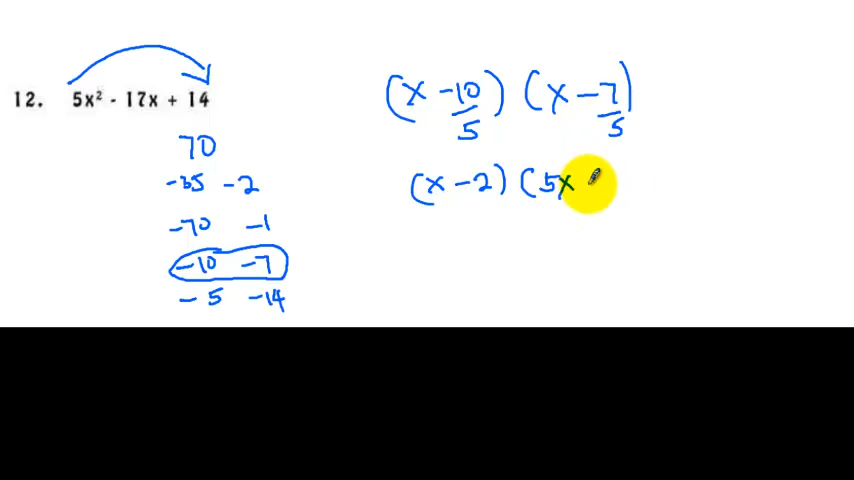 12. 5x² - 17x + 14
(x - 10/5) (x - 7/5)
70
-35 -2
(x - 2) (5x
-70 -1
-10 -7
-5 -14